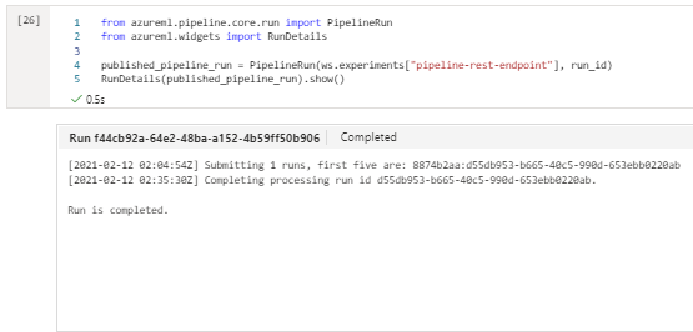 [26]
1 from azureml.pipeline.core.run import PipelineRun
2 from azureml.widgets import RunDetails
3
4 published_pipeline_run = PipelineRun(ws.experiments["pipeline-rest-endpoint"], run_id)
5 RunDetails(published_pipeline_run).show()
✓ 0.5s
Run f44cb92a-64e2-48ba-a152-4b59ff50b906 Completed
[2021-02-12 02:04:54Z] Submitting 1 runs, first five are: 8874b2aa:d55db953-b665-40c5-990d-653ebb0220ab
[2021-02-12 02:35:30Z] Completing processing run id d55db953-b665-40c5-990d-653ebb0220ab.
Run is completed.